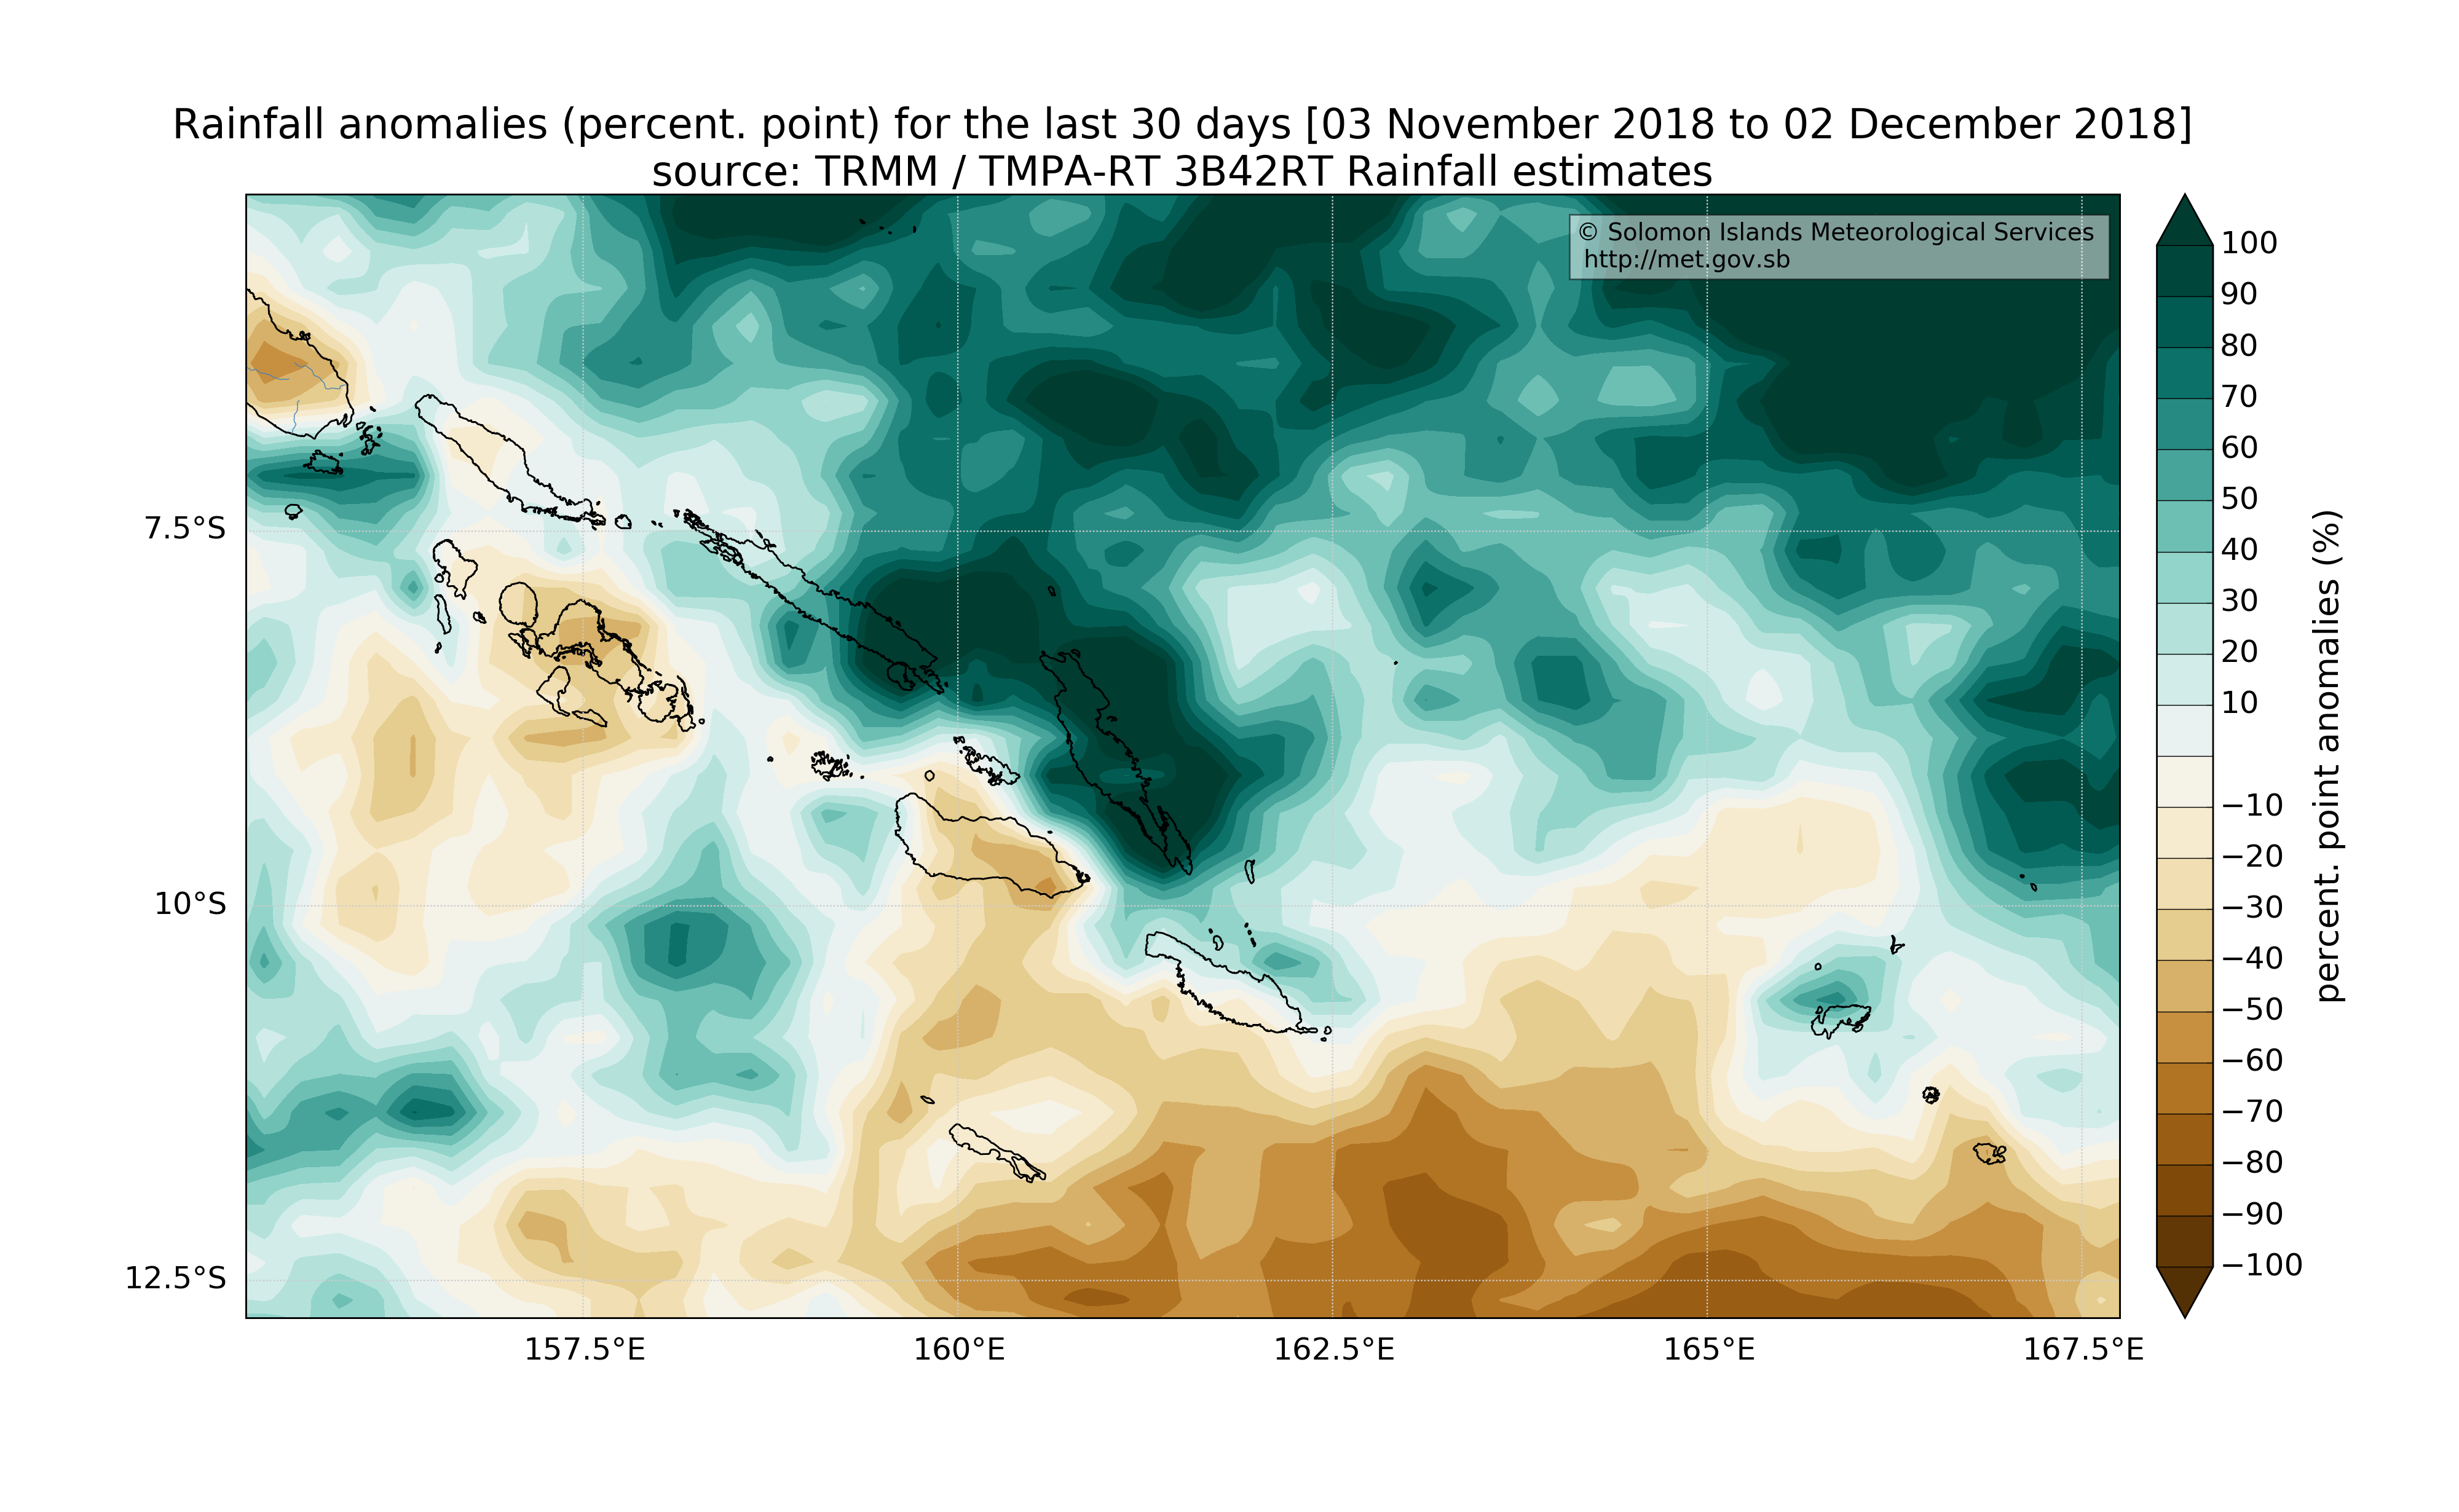 Rainfall anomalies (percent. point) for the last 30 days [03 November 2018 to 02 December 2018]
source: TRMM / TMPA-RT 3B42RT Rainfall estimates
© Solomon Islands Meteorological Services
http://met.gov.sb
7.5°S
10°S
12.5°S
157.5°E
160°E
162.5°E
165°E
167.5°E
100
90
80
70
60
50
40
30
20
10
−10
−20
−30
−40
−50
−60
−70
−80
−90
−100
percent. point anomalies (%)